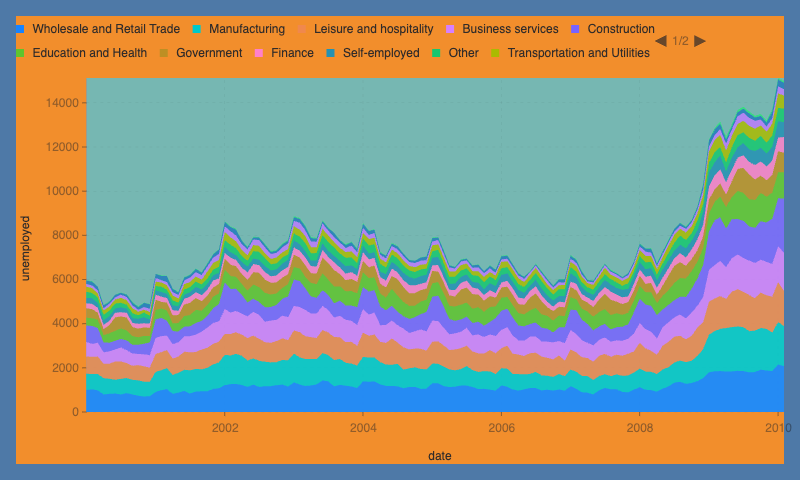 Wholesale and Retail Trade Manufacturing Leisure and hospitality Business services Construction
1/2
Education and Health Government Finance Self-employed Other Transportation and Utilities
14000
12000
10000
8000
6000
4000
2000
0
unemployed
2002 2004 2006 2008 2010
date